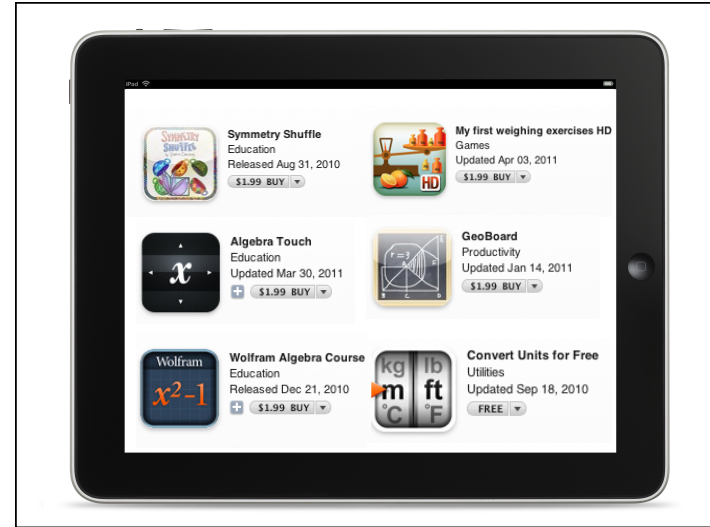 iPad
SYMMETRY
SHUFFLE
Symmetry Shuffle
Education
Released Aug 31, 2010
$1.99 BUY
HD
My first weighing exercises HD
Games
Updated Apr 03, 2011
$1.99 BUY
x
Algebra Touch
Education
Updated Mar 30, 2011
$1.99 BUY
r=3
GeoBoard
Productivity
Updated Jan 14, 2011
$1.99 BUY
Wolfram
x²-1
Wolfram Algebra Course
Education
Released Dec 21, 2010
$1.99 BUY
kg lb
m ft
°C °F
Convert Units for Free
Utilities
Updated Sep 18, 2010
FREE